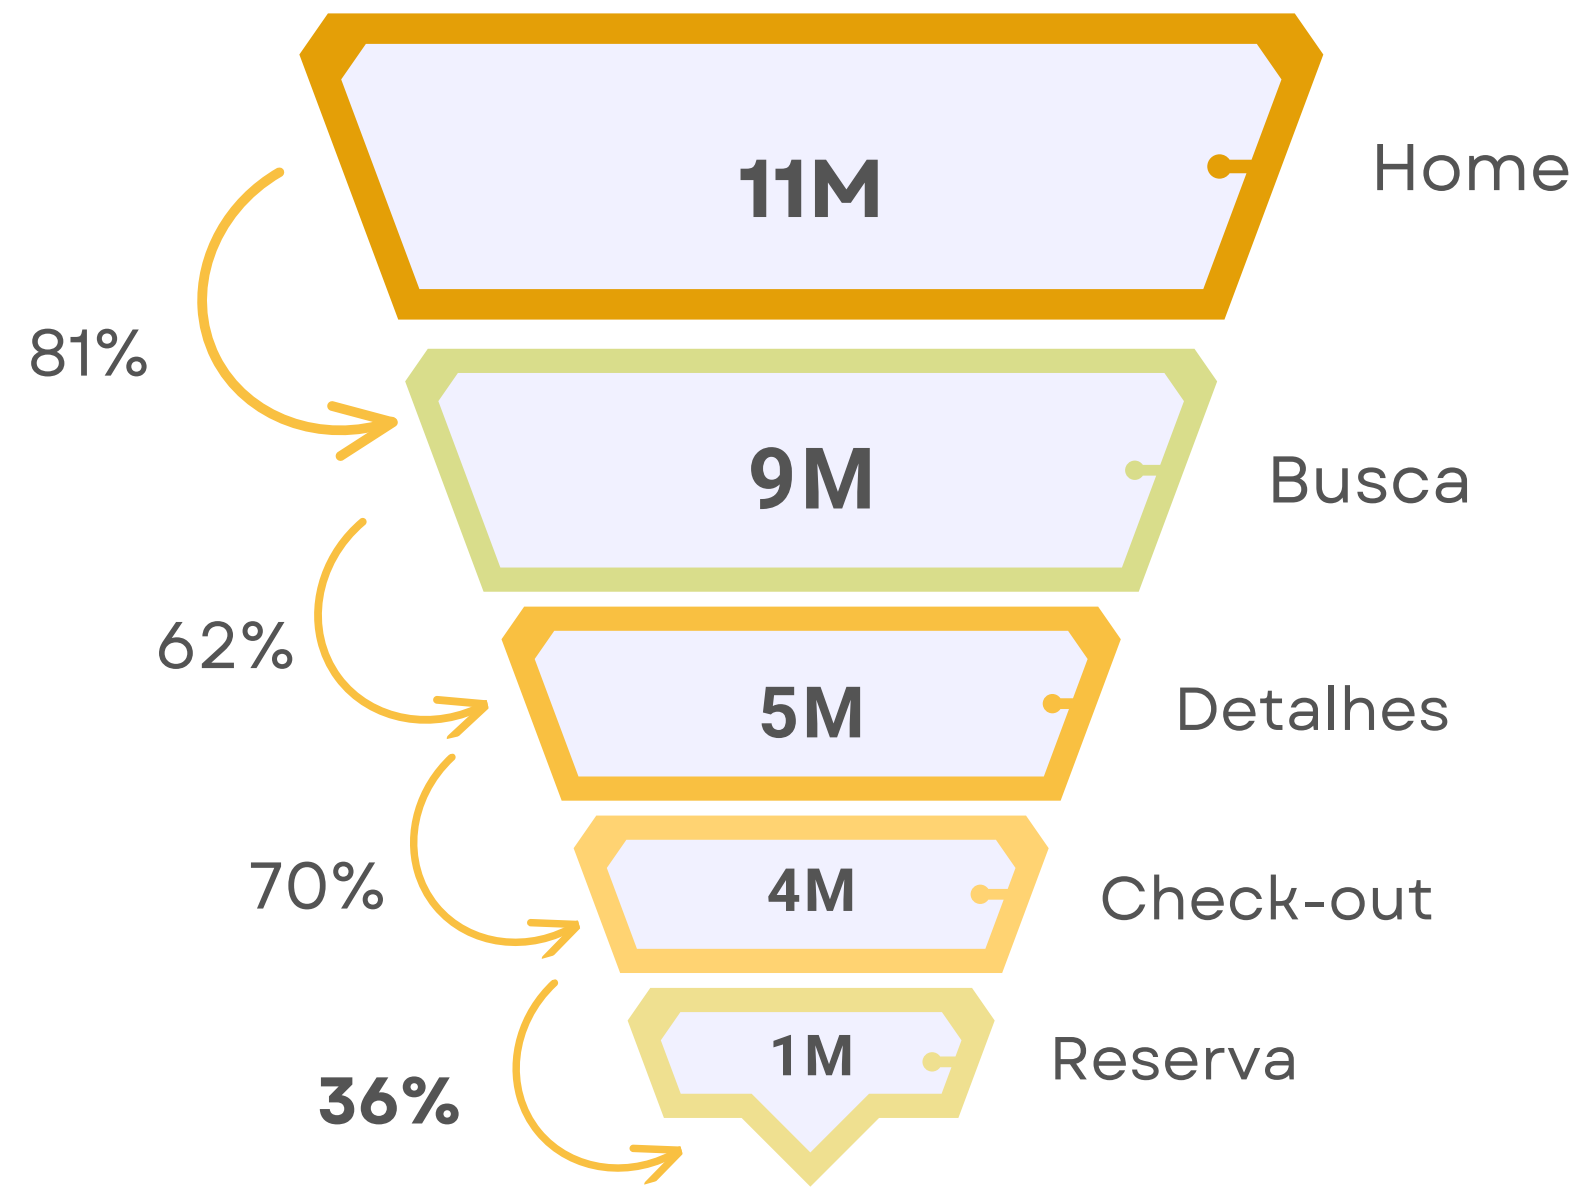 11M
Home
81%
9M
Busca
62%
5M
Detalhes
70%
4M
Check-out
36%
1M
Reserva